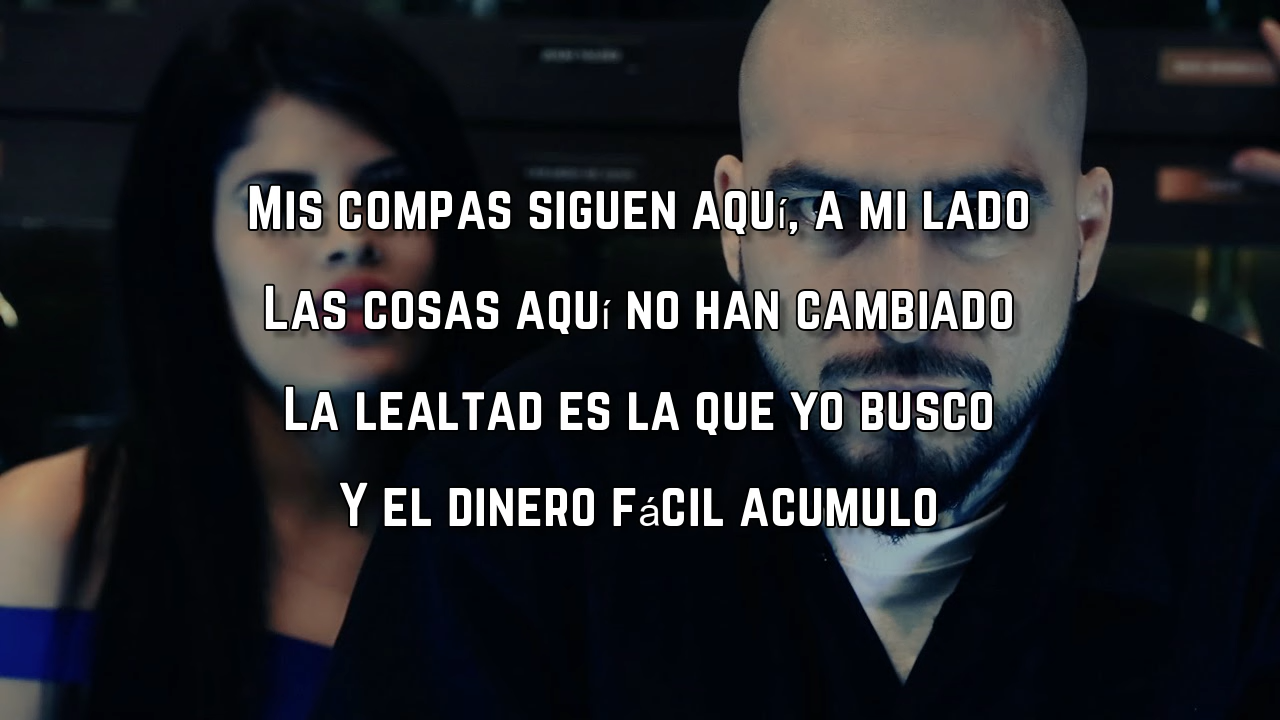 Mis compas siguen aquí, a mi lado
Las cosas aquí no han cambiado
La lealtad es la que yo busco
Y el dinero fácil acumulo